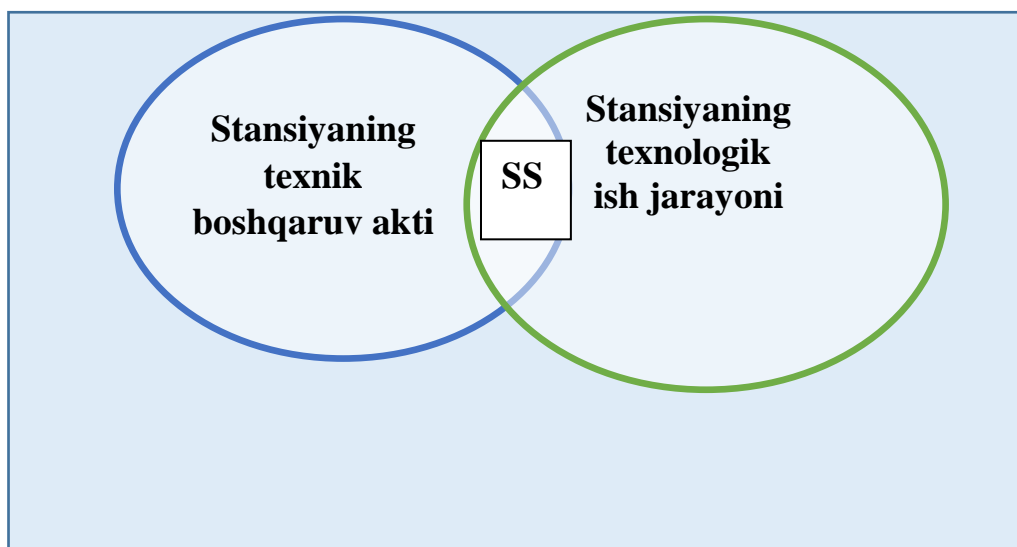 Stansiyaning
texnik
boshqaruv akti
SS
Stansiyaning
texnologik
ish jarayoni